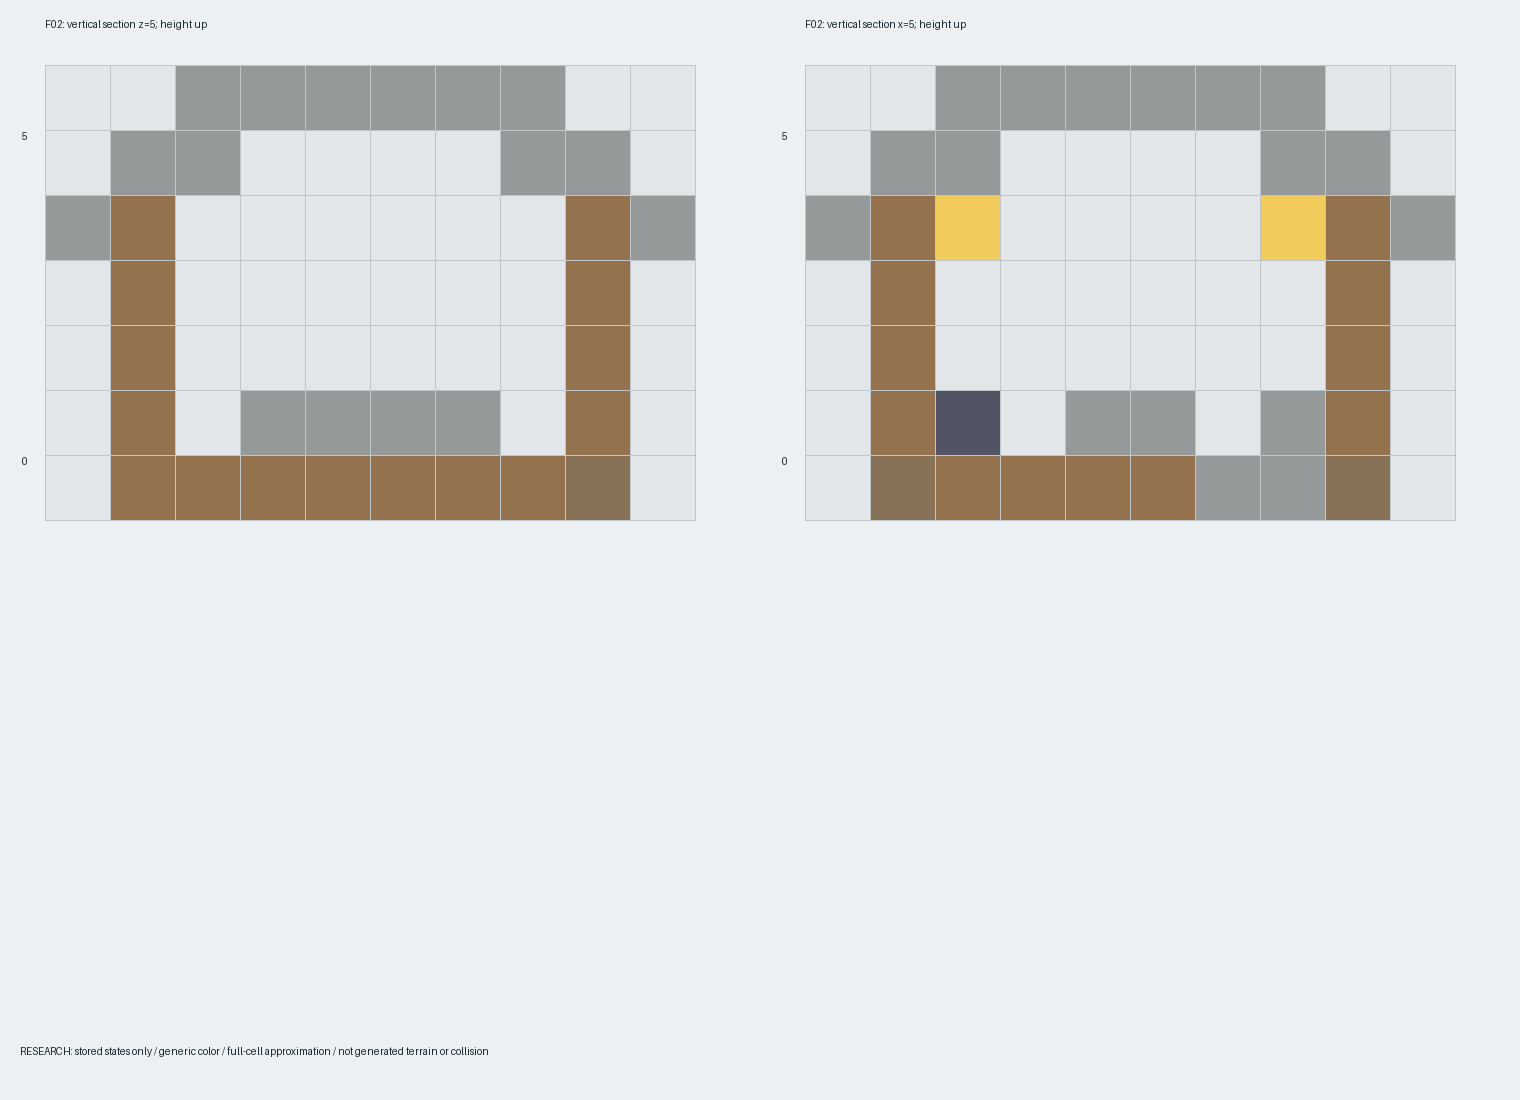 F02: vertical section z=5; height up
F02: vertical section x=5; height up
5
5
0
0
RESEARCH: stored states only / generic color / full-cell approximation / not generated terrain or collision